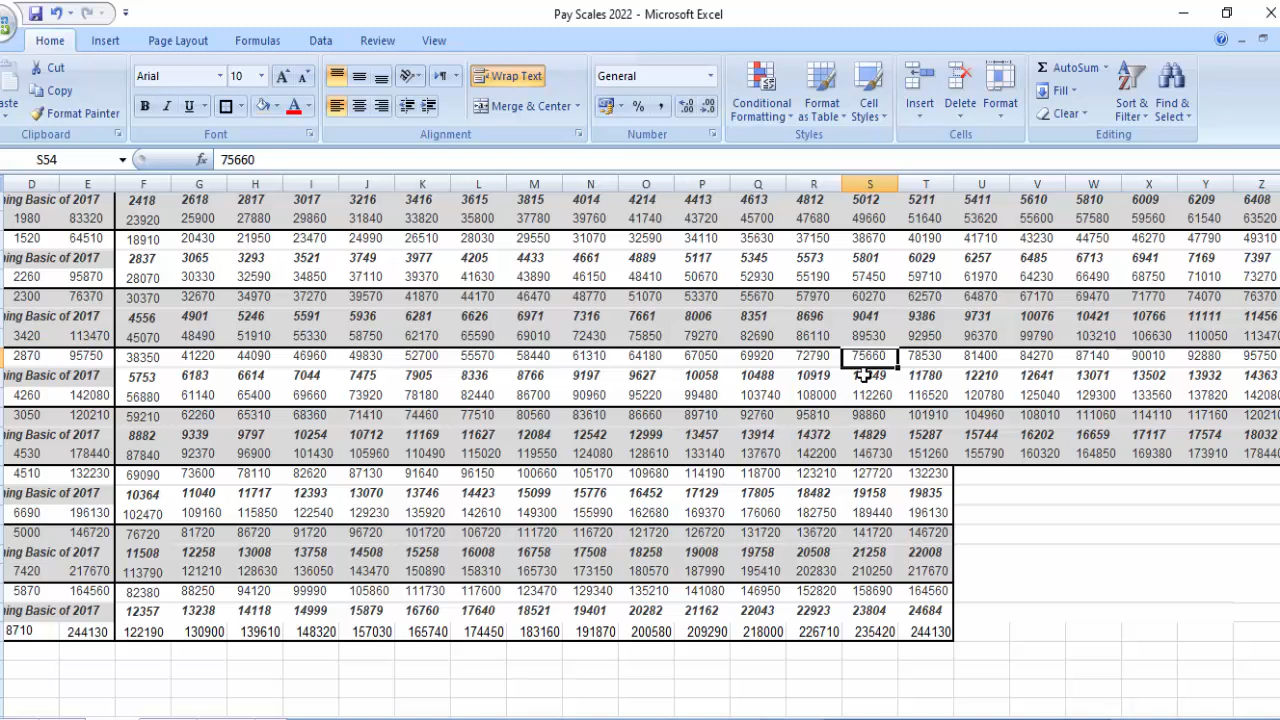 Pay Scales 2022 - Microsoft Excel
Home Insert Page Layout Formulas Data Review View
Cut
Copy
Format Painter
Clipboard
Arial 10
B I U A
Font
Wrap Text
Merge & Center
Alignment
General
% ,
Number
Conditional Formatting Format as Table Cell Styles
Styles
Insert Delete Format
Cells
AutoSum
Fill
Clear
Sort & Filter Find & Select
Editing
S54 fx 75660
D E F G H I J K L M N O P Q R S T U V W X Y Z
ning Basic of 2017 2418 2618 2817 3017 3216 3416 3615 3815 4014 4214 4413 4613 4812 5012 5211 5411 5610 5810 6009 6209 6408
1980 83320 23920 25900 27880 29860 31840 33820 35800 37780 39760 41740 43720 45700 47680 49660 51640 53620 55600 57580 59560 61540 63520
1520 64510 18910 20430 21950 23470 24990 26510 28030 29550 31070 32590 34110 35630 37150 38670 40190 41710 43230 44750 46270 47790 49310
ning Basic of 2017 2837 3065 3293 3521 3749 3977 4205 4433 4661 4889 5117 5345 5573 5801 6029 6257 6485 6713 6941 7169 7397
2260 95870 28070 30330 32590 34850 37110 39370 41630 43890 46150 48410 50670 52930 55190 57450 59710 61970 64230 66490 68750 71010 73270
2300 76370 30370 32670 34970 37270 39570 41870 44170 46470 48770 51070 53370 55670 57970 60270 62570 64870 67170 69470 71770 74070 76370
ning Basic of 2017 4556 4901 5246 5591 5936 6281 6626 6971 7316 7661 8006 8351 8696 9041 9386 9731 10076 10421 10766 11111 11456
3420 113470 45070 48490 51910 55330 58750 62170 65590 69010 72430 75850 79270 82690 86110 89530 92950 96370 99790 103210 106630 110050 113470
2870 95750 38350 41220 44090 46960 49830 52700 55570 58440 61310 64180 67050 69920 72790 75660 78530 81400 84270 87140 90010 92880 95750
ning Basic of 2017 5753 6183 6614 7044 7475 7905 8336 8766 9197 9627 10058 10488 10919 11780 12210 12641 13071 13502 13932 14363
4260 142080 56880 61140 65400 69660 73920 78180 82440 86700 90960 95220 99480 103740 108000 112260 116520 120780 125040 129300 133560 137820 142080
3050 120210 59210 62260 65310 68360 71410 74460 77510 80560 83610 86660 89710 92760 95810 98860 101910 104960 108010 111060 114110 117160 120210
ning Basic of 2017 8882 9339 9797 10254 10712 11169 11627 12084 12542 12999 13457 13914 14372 14829 15287 15744 16202 16659 17117 17574 18032
4530 178440 87840 92370 96900 101430 105960 110490 115020 119550 124080 128610 133140 137670 142200 146730 151260 155790 160320 164850 169380 173910 178440
4510 132230 69090 73600 78110 82620 87130 91640 96150 100660 105170 109680 114190 118700 123210 127720 132230
ning Basic of 2017 10364 11040 11717 12393 13070 13746 14423 15099 15776 16452 17129 17805 18482 19158 19835
6690 196130 102470 109160 115850 122540 129230 135920 142610 149300 155990 162680 169370 176060 182750 189440 196130
5000 146720 76720 81720 86720 91720 96720 101720 106720 111720 116720 121720 126720 131720 136720 141720 146720
ning Basic of 2017 11508 12258 13008 13758 14508 15258 16008 16758 17508 18258 19008 19758 20508 21258 22008
7420 217670 113790 121210 128630 136050 143470 150890 158310 165730 173150 180570 187990 195410 202830 210250 217670
5870 164560 82380 88250 94120 99990 105860 111730 117600 123470 129340 135210 141080 146950 152820 158690 164560
ning Basic of 2017 12357 13238 14118 14999 15879 16760 17640 18521 19401 20282 21162 22043 22923 23804 24684
8710 244130 122190 130900 139610 148320 157030 165740 174450 183160 191870 200580 209290 218000 226710 235420 244130